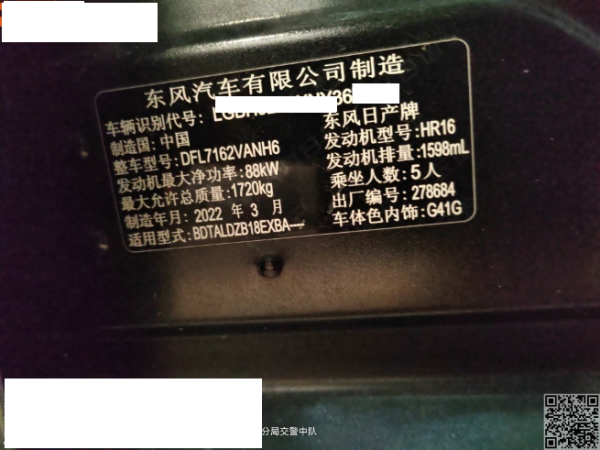 东风汽车有限公司制造
车辆识别代号:
制造国: 中国
东风日产牌
整车型号: DFL7162VANH6
发动机型号: HR16
发动机最大净功率: 88kW
发动机排量: 1598mL
最大允许总质量: 1720kg
乘坐人数: 5人
制造年月: 2022 年 3 月
出厂编号: 278684
适用型式: BDTALDZB18EXBA—
车体色内饰: G41G
分局交警中队